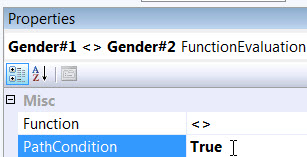 Properties
Gender#1 <> Gender#2 FunctionEvaluation
Misc
Function <>
PathCondition True